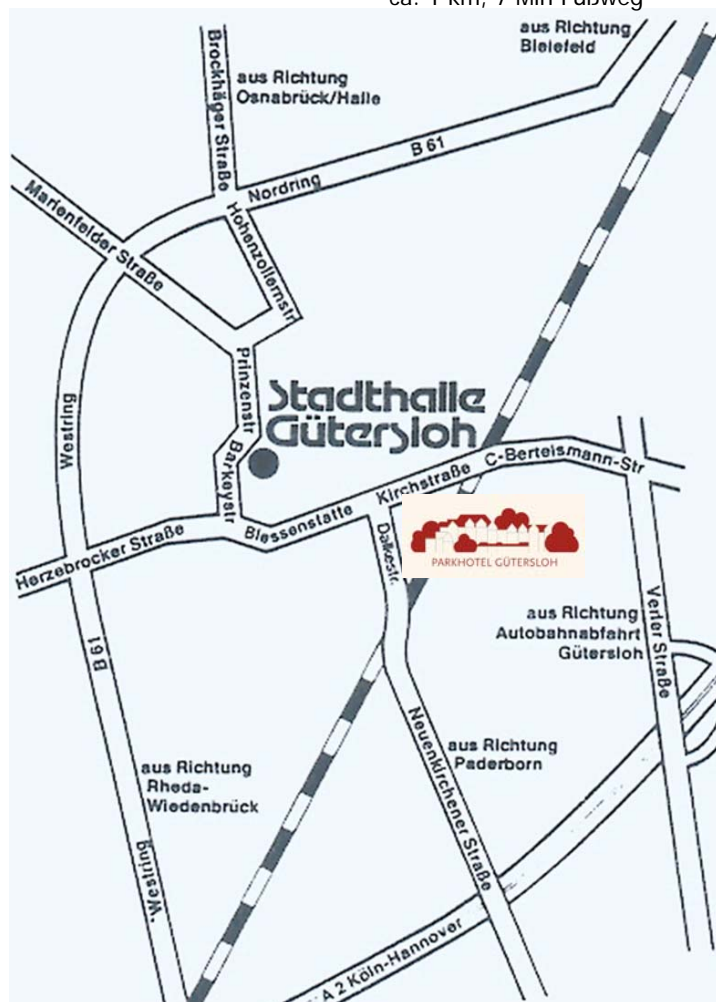 ca. 1 km, 7 Min Fußweg
aus Richtung
Bielefeld
Brockhäger Straße
aus Richtung
Osnabrück/Halle
B 61
Nordring
Marienfelder Straße
Hohenzollernstr
Prinzenstr
Stadthalle
Gütersloh
Westring
Barkeystr
Kirchstraße
C-Bertelsmann-Str
Blessenstätte
Herzebrocker Straße
Dalkestr.
PARKHOTEL GÜTERSLOH
aus Richtung
Autobahnabfahrt
Gütersloh
Verler Straße
B 61
Neuenkirchener Straße
aus Richtung
Paderborn
aus Richtung
Rheda-
Wiedenbrück
Westring
A 2 Köln-Hannover